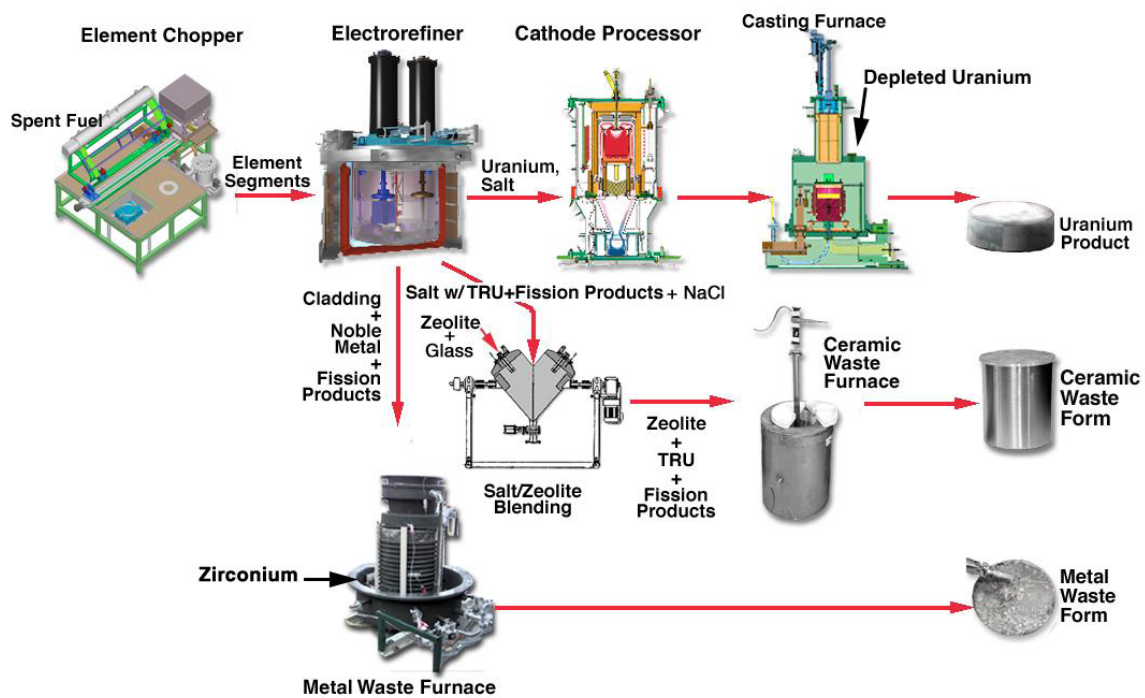 Element Chopper
Electrorefiner
Cathode Processor
Casting Furnace
Depleted Uranium
Spent Fuel
Element
Segments
Uranium,
Salt
Uranium
Product
Cladding
+
Noble
Metal
+
Fission
Products
Salt w/TRU+Fission Products + NaCl
Zeolite
+
Glass
Salt/Zeolite
Blending
Zeolite
+
TRU
+
Fission
Products
Ceramic
Waste
Furnace
Ceramic
Waste
Form
Zirconium
Metal Waste Furnace
Metal
Waste
Form